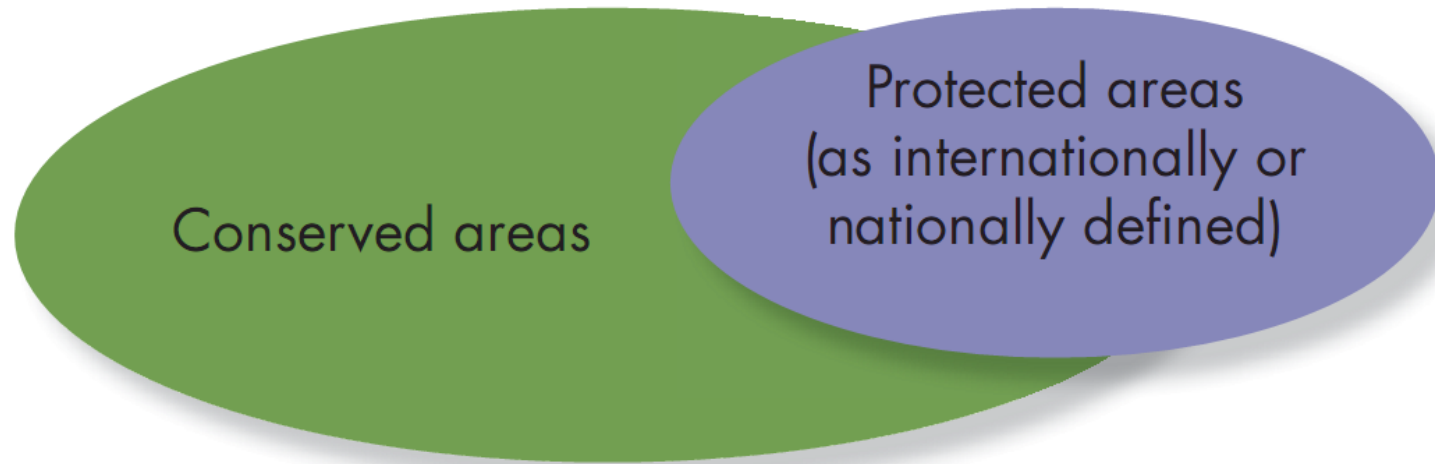 Conserved areas
Protected areas
(as internationally or
nationally defined)